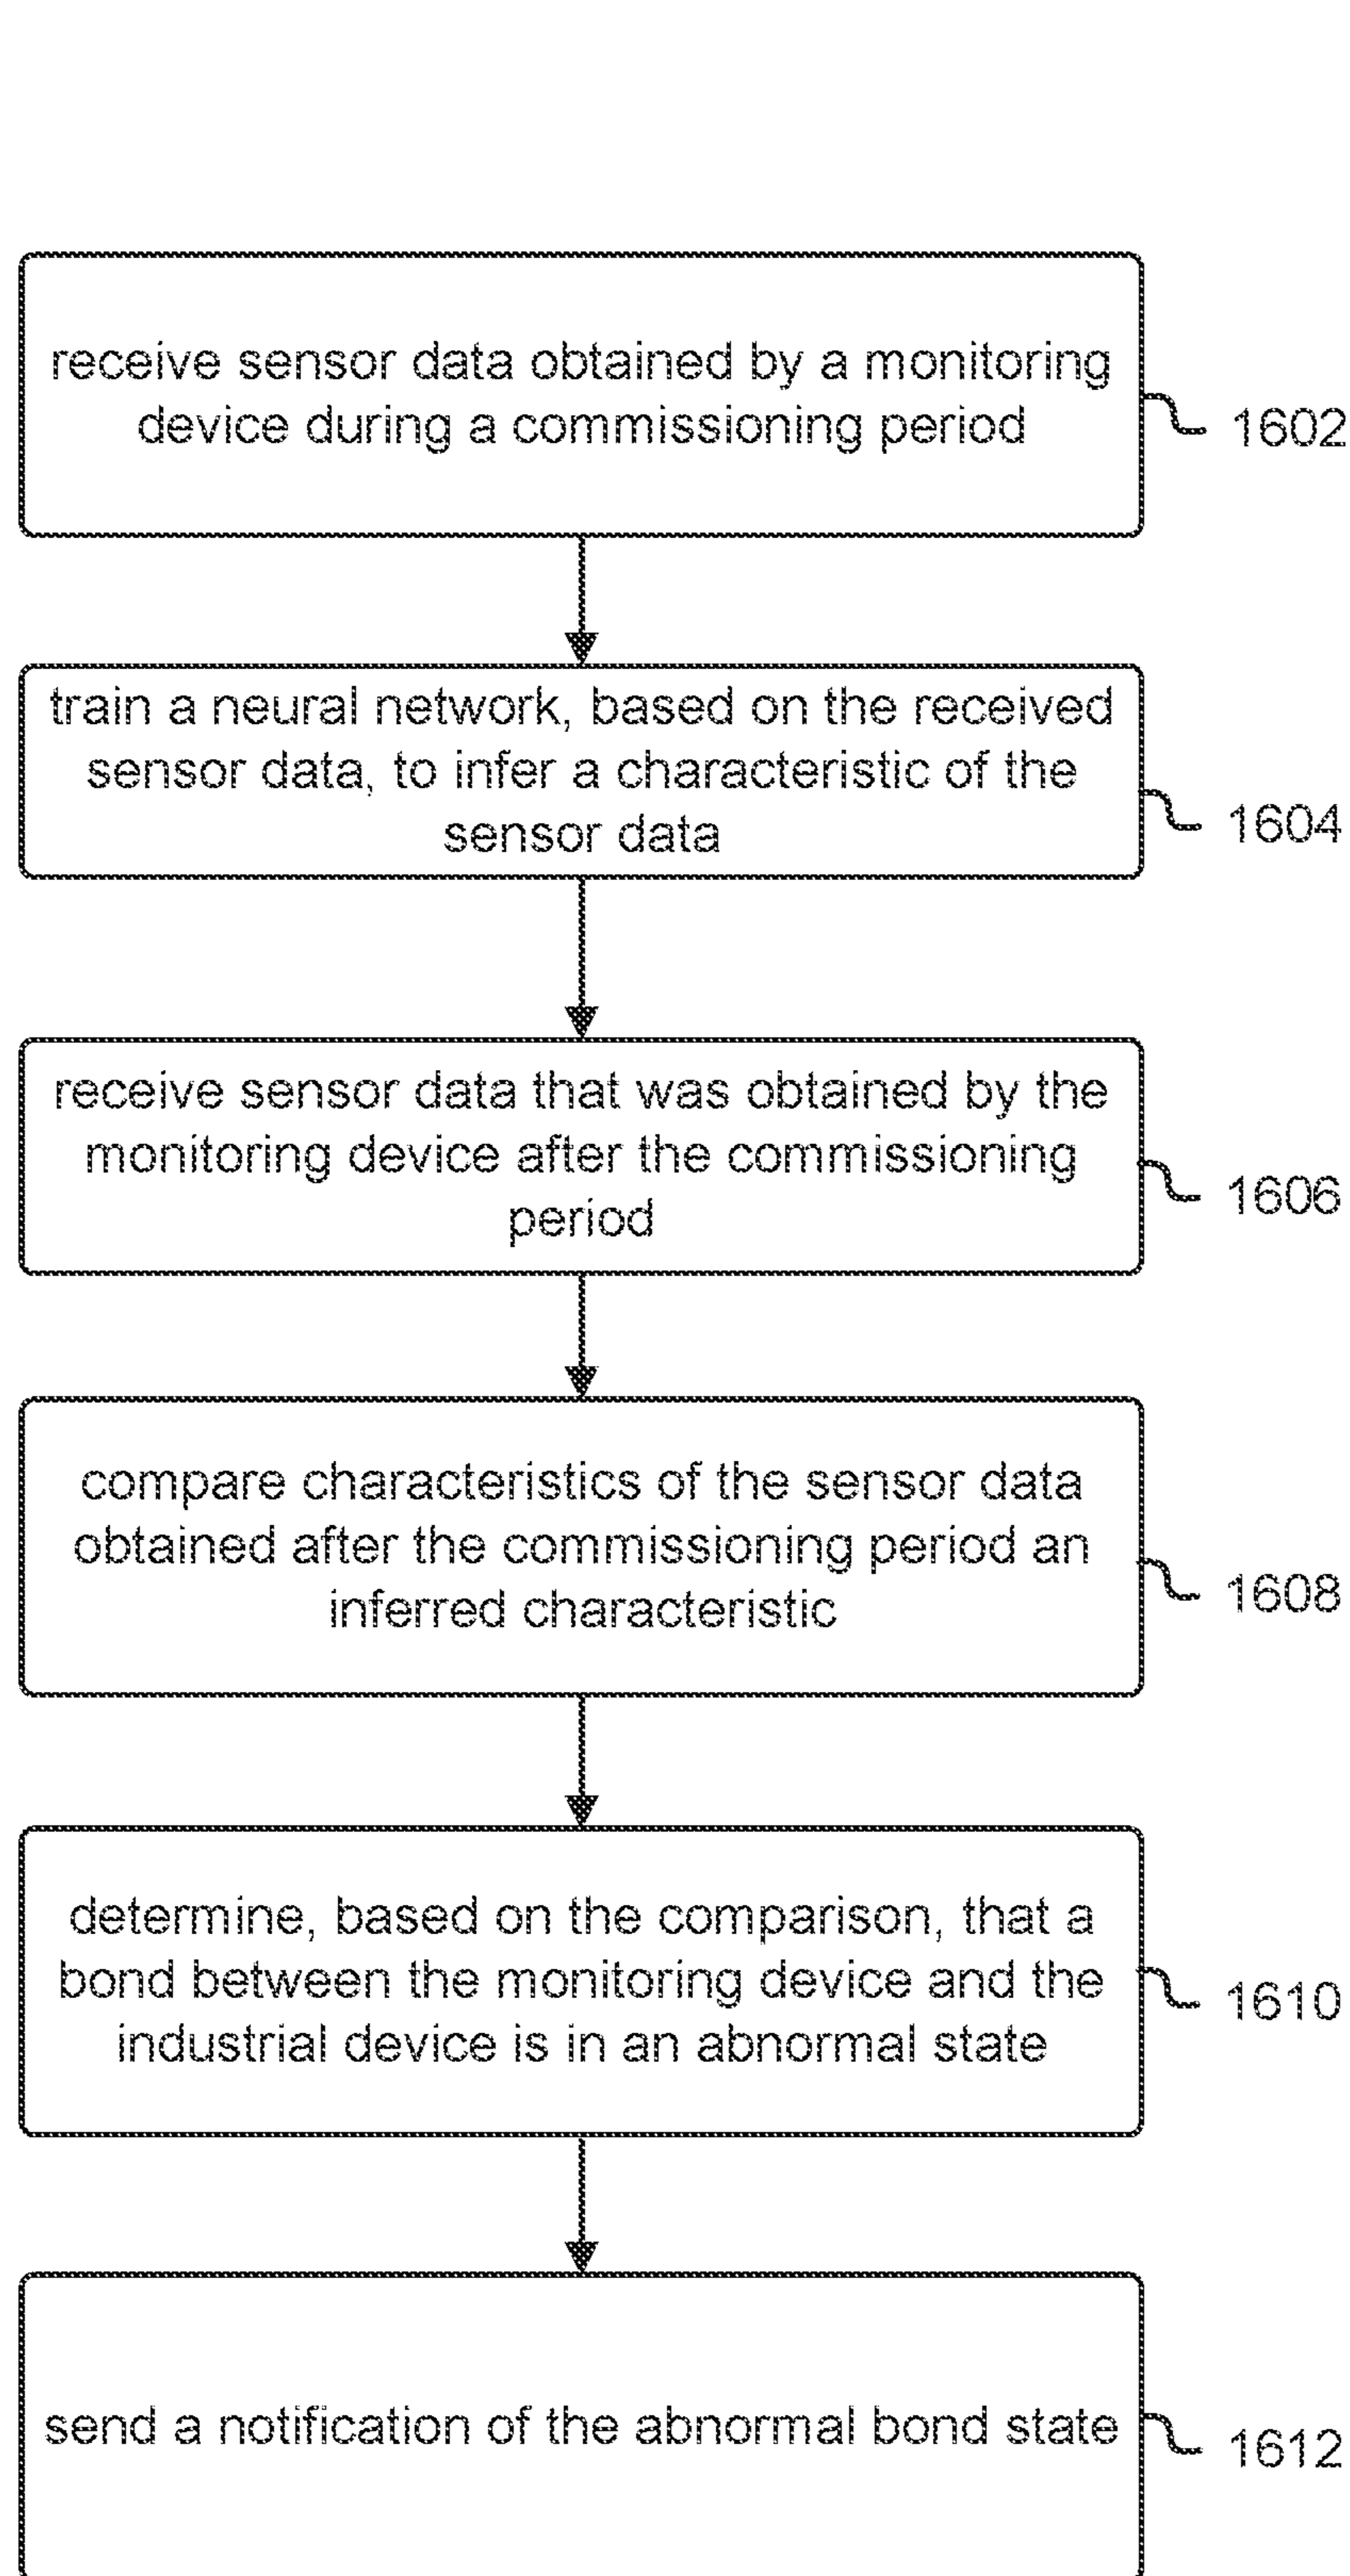 receive sensor data obtained by a monitoring
device during a commissioning period
1602
train a neural network, based on the received
sensor data, to infer a characteristic of the
sensor data
1604
receive sensor data that was obtained by the
monitoring device after the commissioning
period
1606
compare characteristics of the sensor data
obtained after the commissioning period an
inferred characteristic
1608
determine, based on the comparison, that a
bond between the monitoring device and the
industrial device is in an abnormal state
1610
send a notification of the abnormal bond state
1612